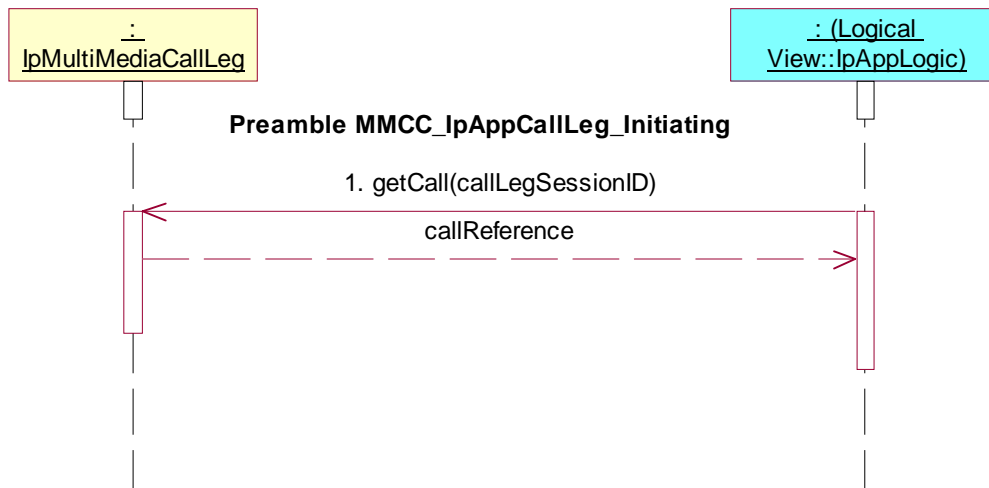 :
IpMultiMediaCallLeg
: (Logical
View::IpAppLogic)
Preamble MMCC_IpAppCallLeg_Initiating
1. getCall(callLegSessionID)
callReference